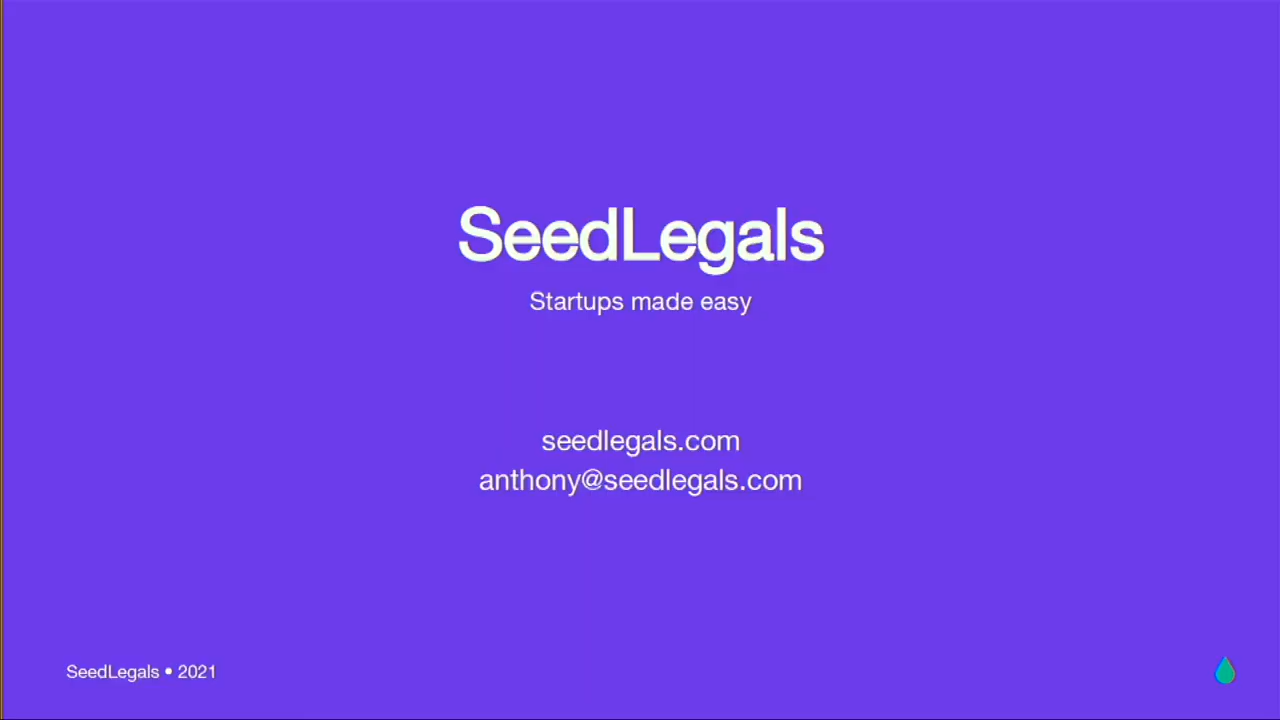 SeedLegals
Startups made easy
seedlegals.com
anthony@seedlegals.com
SeedLegals • 2021